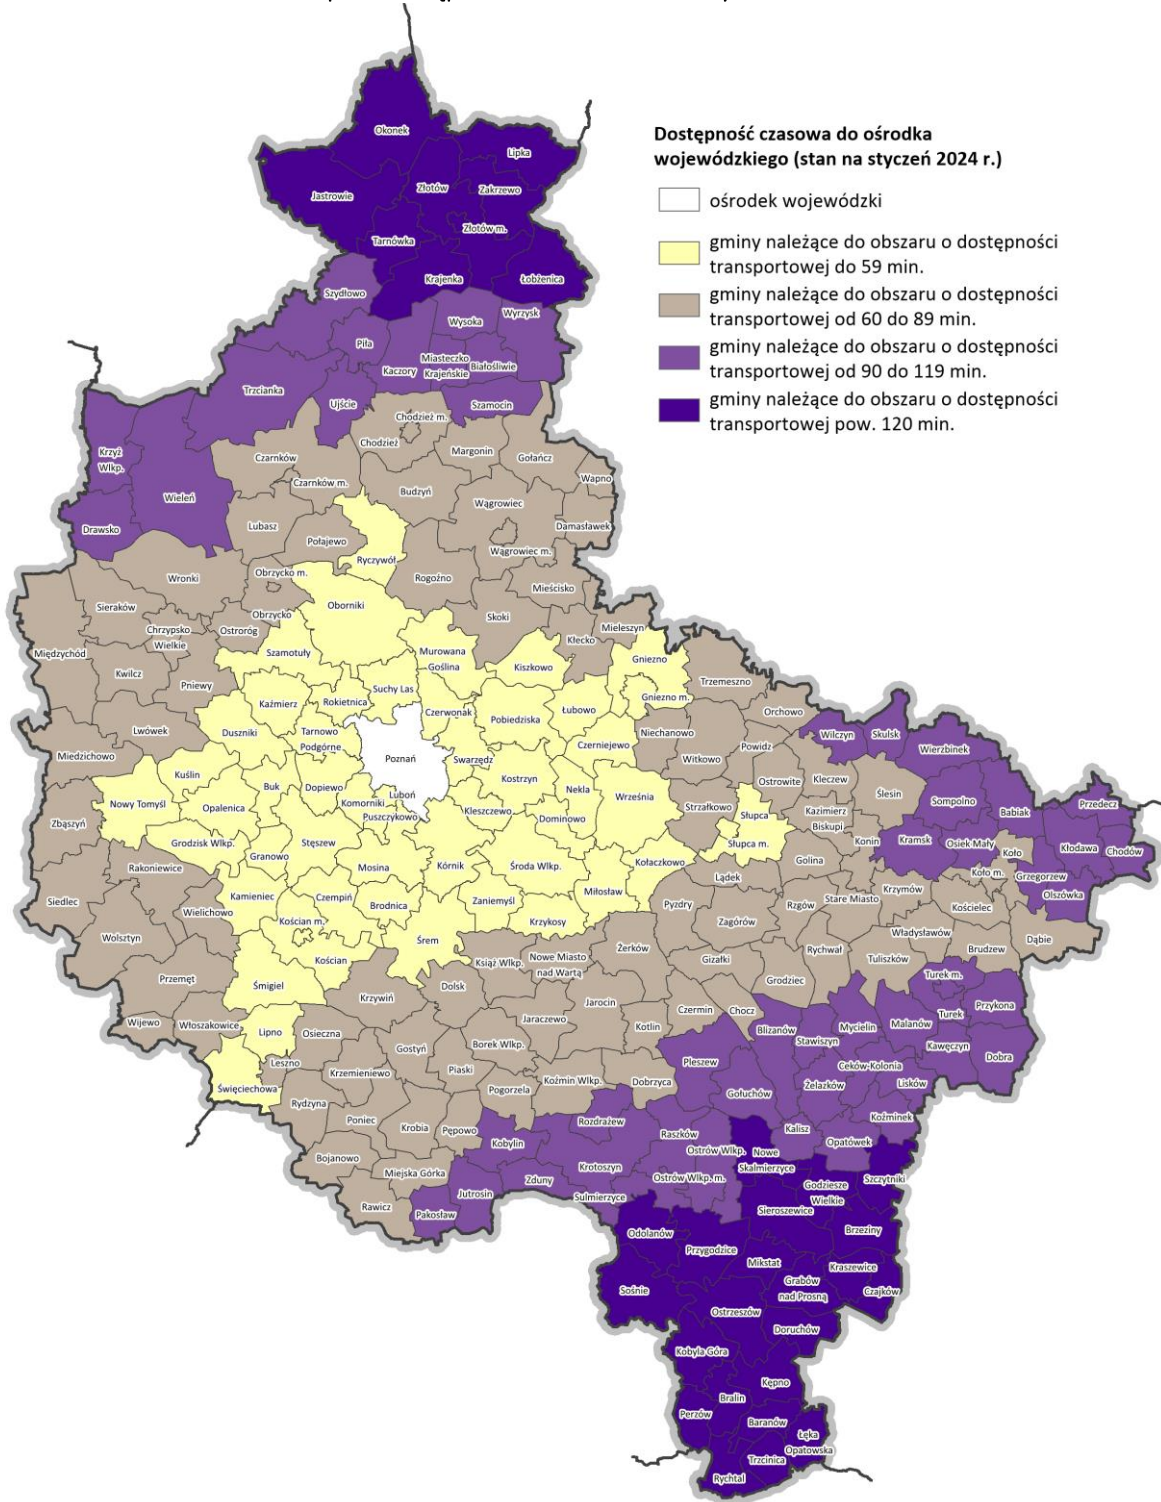 Dostępność czasowa do ośrodka
wojewódzkiego (stan na styczeń 2024 r.)
ośrodek wojewódzki
gminy należące do obszaru o dostępności
transportowej do 59 min.
gminy należące do obszaru o dostępności
transportowej od 60 do 89 min.
gminy należące do obszaru o dostępności
transportowej od 90 do 119 min.
gminy należące do obszaru o dostępności
transportowej pow. 120 min.
Okonek
Lipka
Jastrowie
Złotów
Zakrzewo
Złotów m.
Tarnówka
Krajenka
Łobżenica
Szydłowo
Wysoka
Wyrzysk
Piła
Miasteczko
Krajeńskie
Białośliwie
Kaczory
Trzcianka
Ujście
Szamocin
Chodzież m.
Chodzież
Margonin
Gołańcz
Krzyż
Wlkp.
Czarnków
Wapno
Czarnków m.
Budzyń
Wieleń
Wągrowiec
Drawsko
Lubasz
Damasławek
Połajewo
Ryczywół
Wągrowiec m.
Wronki
Obrzycko m.
Rogoźno
Mieścisko
Sieraków
Oborniki
Obrzycko
Skoki
Chrzypsko
Wielkie
Ostroróg
Mieleszyn
Kłecko
Międzychód
Szamotuły
Murowana
Goślina
Kiszkowo
Gniezno
Kwilcz
Pniewy
Suchy Las
Gniezno m.
Trzemeszno
Kaźmierz
Rokietnica
Czerwonak
Pobiedziska
Łubowo
Orchowo
Lwówek
Duszniki
Tarnowo
Podgórne
Niechanowo
Wilczyn
Skulsk
Miedzichowo
Poznań
Swarzędz
Czerniejewo
Witkowo
Powidz
Wierzbinek
Kuślin
Buk
Dopiewo
Luboń
Kostrzyn
Nekla
Września
Ostrowite
Kleczew
Ślesin
Sompolno
Nowy Tomyśl
Opalenica
Komorniki
Puszczykowo
Kleszczewo
Dominowo
Strzałkowo
Słupca
Kazimierz
Biskupi
Babiak
Przedecz
Zbąszyń
Grodzisk Wlkp.
Stęszew
Słupca m.
Konin
Kramsk
Osiek Mały
Koło
Kłodawa
Chodów
Rakoniewice
Granowo
Mosina
Kórnik
Środa Wlkp.
Kołaczkowo
Golina
Koło m.
Grzegorzew
Siedlec
Kamieniec
Czempiń
Brodnica
Zaniemyśl
Miłosław
Lądek
Krzymów
Olszówka
Wielichowo
Kościan m.
Krzykosy
Pyzdry
Rzgów
Stare Miasto
Kościelec
Wolsztyn
Śrem
Zagórów
Władysławów
Dąbie
Kościan
Książ Wlkp.
Nowe Miasto
nad Wartą
Żerków
Gizałki
Rychwał
Tuliszków
Brudzew
Przemęt
Śmigiel
Dolsk
Grodziec
Turek m.
Krzywiń
Jarocin
Przykona
Wijewo
Włoszakowice
Lipno
Osieczna
Jaraczewo
Kotlin
Czermin
Chocz
Blizanów
Mycielin
Malanów
Turek
Leszno
Gostyń
Borek Wlkp.
Stawiszyn
Kawęczyn
Dobra
Krzemieniewo
Piaski
Pleszew
Ceków-Kolonia
Święciechowa
Pogorzela
Koźmin Wlkp.
Dobrzyca
Gołuchów
Żelazków
Lisków
Rydzyna
Poniec
Krobia
Pępowo
Rozdrażew
Koźminek
Kobylin
Raszków
Kalisz
Opatówek
Bojanowo
Ostrów Wlkp.
Nowe
Skalmierzyce
Miejska Górka
Krotoszyn
Jutrosin
Zduny
Ostrów Wlkp. m.
Godziesze
Wielkie
Szczytniki
Rawicz
Pakosław
Sulmierzyce
Sieroszewice
Odolanów
Brzeziny
Przygodzice
Mikstat
Kraszewice
Sośnie
Grabów
nad Prosną
Czajków
Ostrzeszów
Doruchów
Kobyla Góra
Kępno
Bralin
Perzów
Baranów
Łęka
Opatowska
Trzcinica
Rychtal